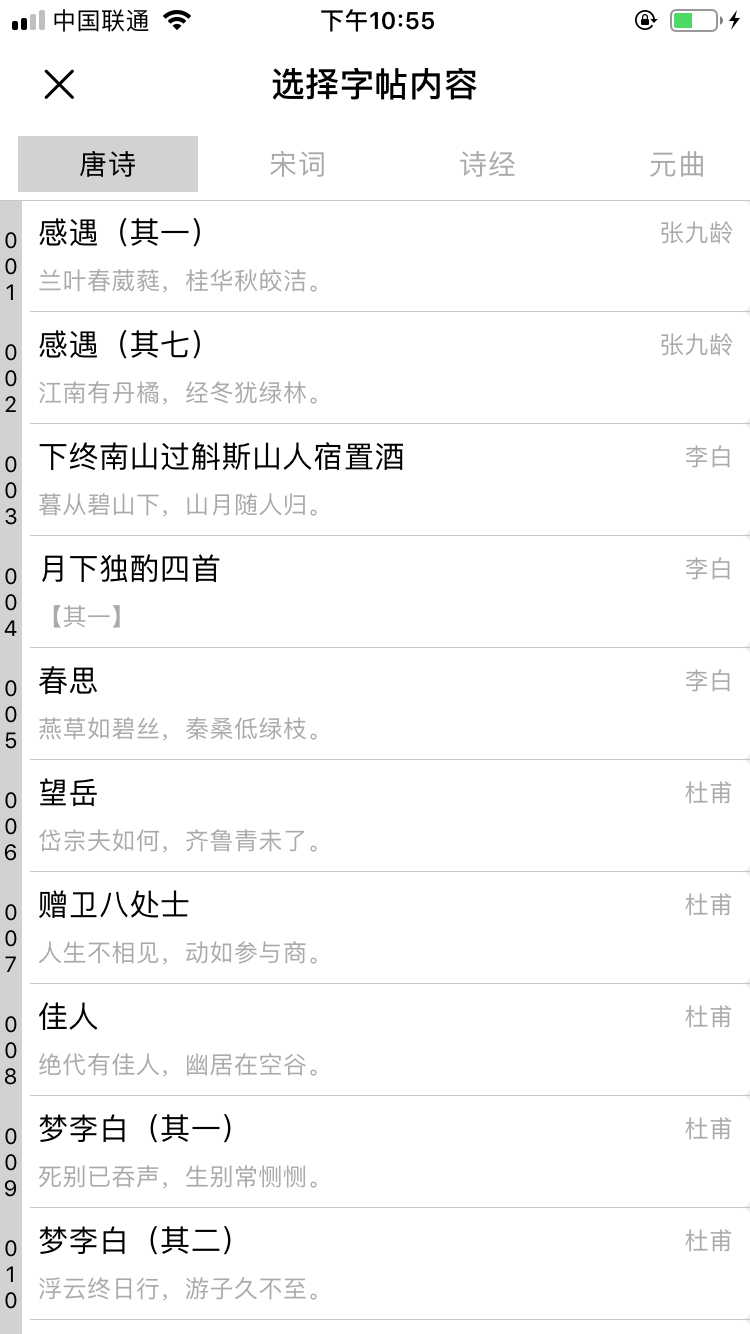 中国联通 下午10:55
选择字帖内容
唐诗 宋词 诗经 元曲
001 感遇（其一） 张九龄
兰叶春葳蕤，桂华秋皎洁。
002 感遇（其七） 张九龄
江南有丹橘，经冬犹绿林。
003 下终南山过斛斯山人宿置酒 李白
暮从碧山下，山月随人归。
004 月下独酌四首 李白
【其一】
005 春思 李白
燕草如碧丝，秦桑低绿枝。
006 望岳 杜甫
岱宗夫如何，齐鲁青未了。
007 赠卫八处士 杜甫
人生不相见，动如参与商。
008 佳人 杜甫
绝代有佳人，幽居在空谷。
009 梦李白（其一） 杜甫
死别已吞声，生别常恻恻。
010 梦李白（其二） 杜甫
浮云终日行，游子久不至。